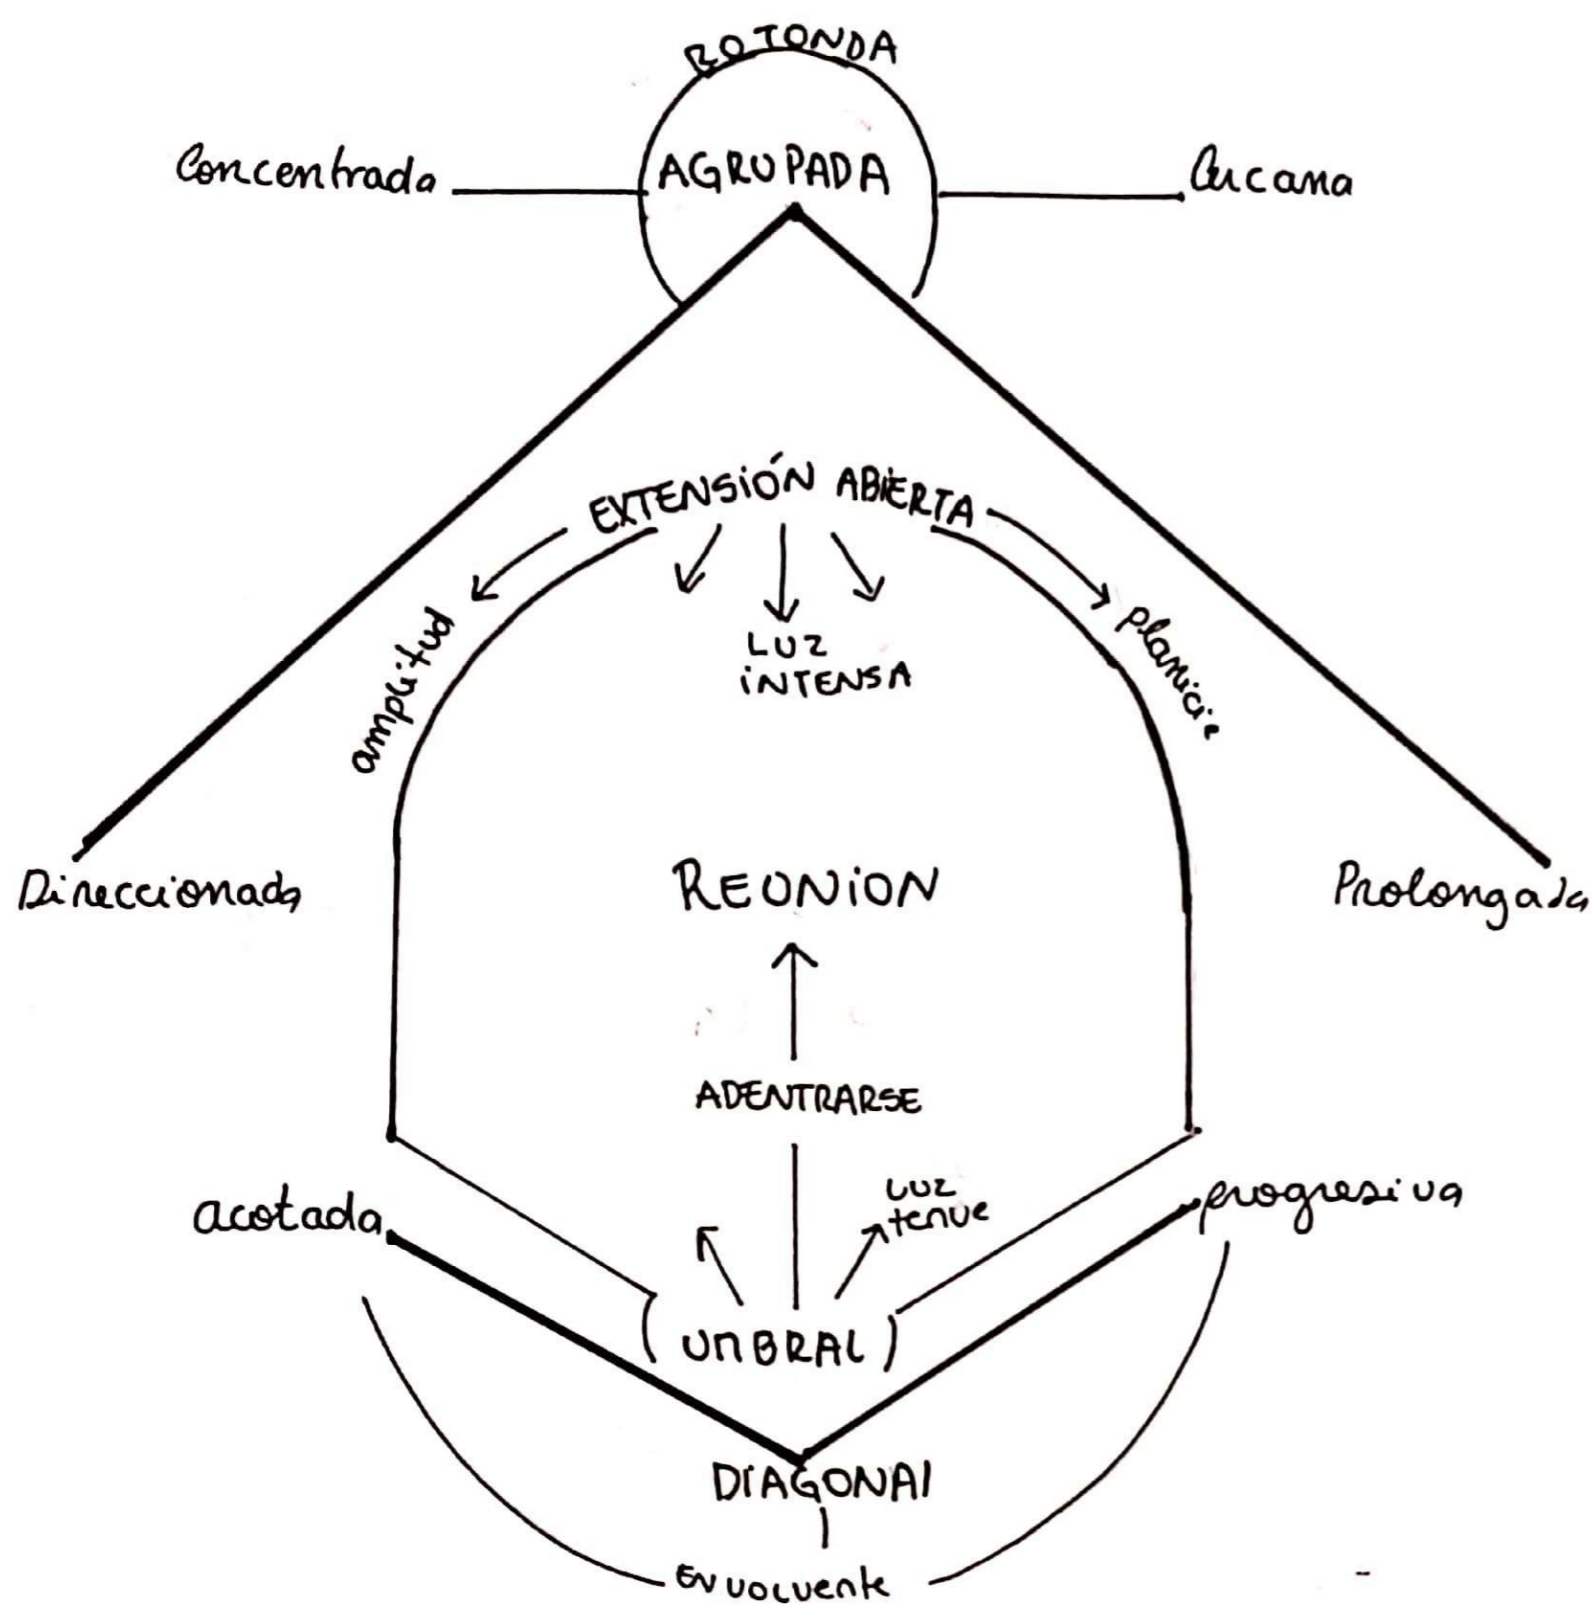 ROTONDA
Concentrada
AGRUPADA
Cercana
EXTENSIÓN ABIERTA
amplitud
planicie
LUZ
INTENSA
Direccionada
REUNION
Prolongada
ADENTRARSE
acotada
LUZ
tenue
progresiva
(UMBRAL)
DIAGONAl
Envolvente